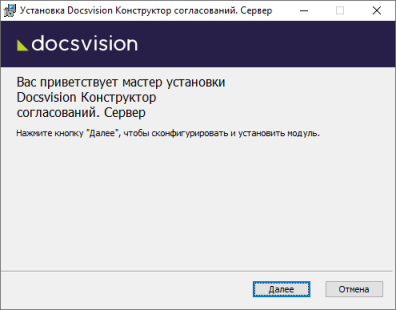 Установка Docsvision Конструктор согласований. Сервер
docsvision
Вас приветствует мастер установки
Docsvision Конструктор
согласований. Сервер
Нажмите кнопку "Далее", чтобы сконфигурировать и установить модуль.
Далее
Отмена